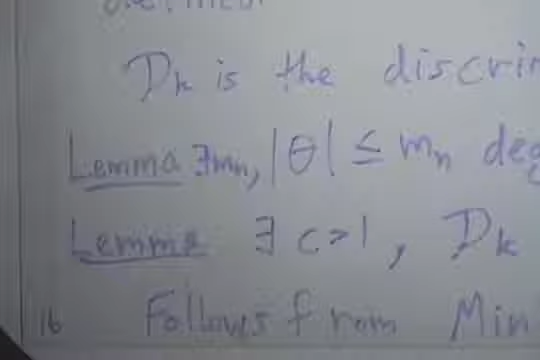 D_k is the discrim
Lemma ∃m_n, |θ| ≤ m_n deg
Lemma ∃ c>1, D_k
16 Follows from Min